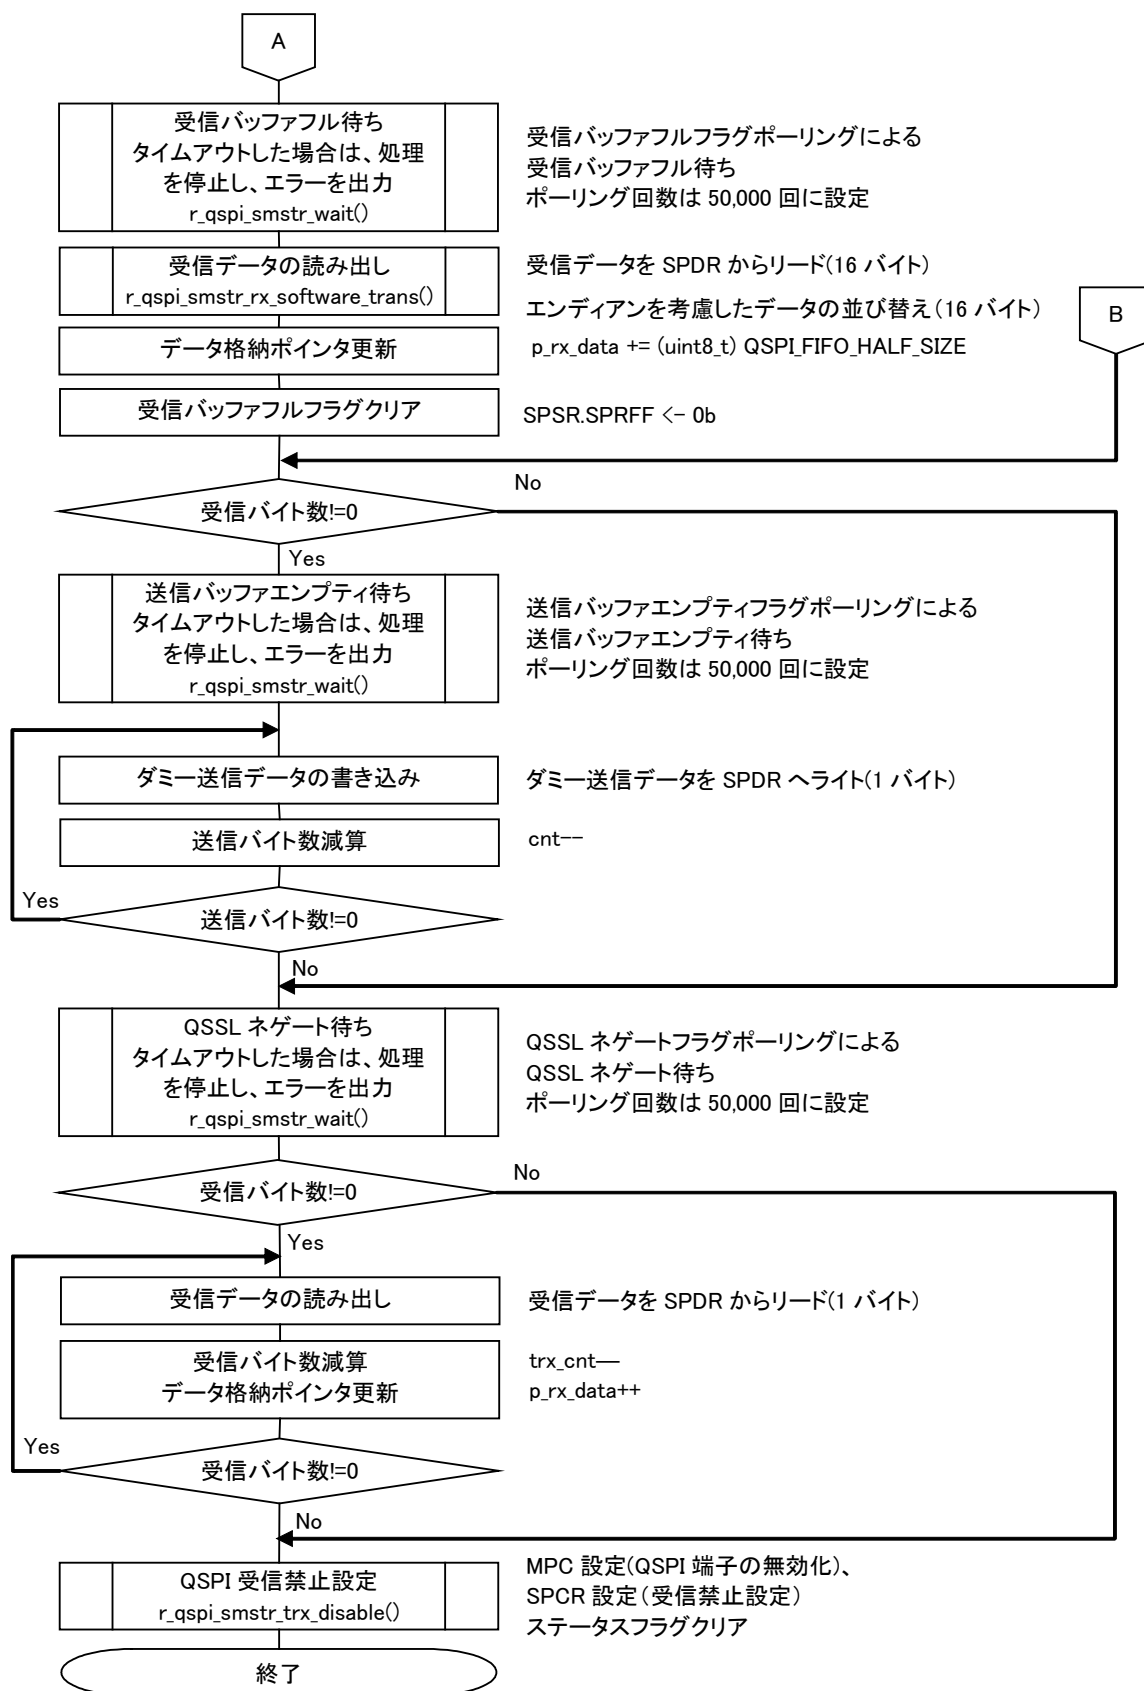 A
受信バッファフル待ち
タイムアウトした場合は、処理
を停止し、エラーを出力
r_qspi_smstr_wait()
受信バッファフルフラグポーリングによる
受信バッファフル待ち
ポーリング回数は 50,000 回に設定
受信データの読み出し
r_qspi_smstr_rx_software_trans()
受信データを SPDR からリード(16 バイト)
エンディアンを考慮したデータの並び替え(16 バイト)
B
データ格納ポインタ更新
p_rx_data += (uint8_t) QSPI_FIFO_HALF_SIZE
受信バッファフルフラグクリア
SPSR.SPRFF <- 0b
No
受信バイト数!=0
Yes
送信バッファエンプティ待ち
タイムアウトした場合は、処理
を停止し、エラーを出力
r_qspi_smstr_wait()
送信バッファエンプティフラグポーリングによる
送信バッファエンプティ待ち
ポーリング回数は 50,000 回に設定
ダミー送信データの書き込み
ダミー送信データを SPDR へライト(1 バイト)
送信バイト数減算
cnt--
Yes
送信バイト数!=0
No
QSSL ネゲート待ち
タイムアウトした場合は、処理
を停止し、エラーを出力
r_qspi_smstr_wait()
QSSL ネゲートフラグポーリングによる
QSSL ネゲート待ち
ポーリング回数は 50,000 回に設定
No
受信バイト数!=0
Yes
受信データの読み出し
受信データを SPDR からリード(1 バイト)
受信バイト数減算
データ格納ポインタ更新
trx_cnt—
p_rx_data++
Yes
受信バイト数!=0
No
QSPI 受信禁止設定
r_qspi_smstr_trx_disable()
MPC 設定(QSPI 端子の無効化)、
SPCR 設定(受信禁止設定)
ステータスフラグクリア
終了